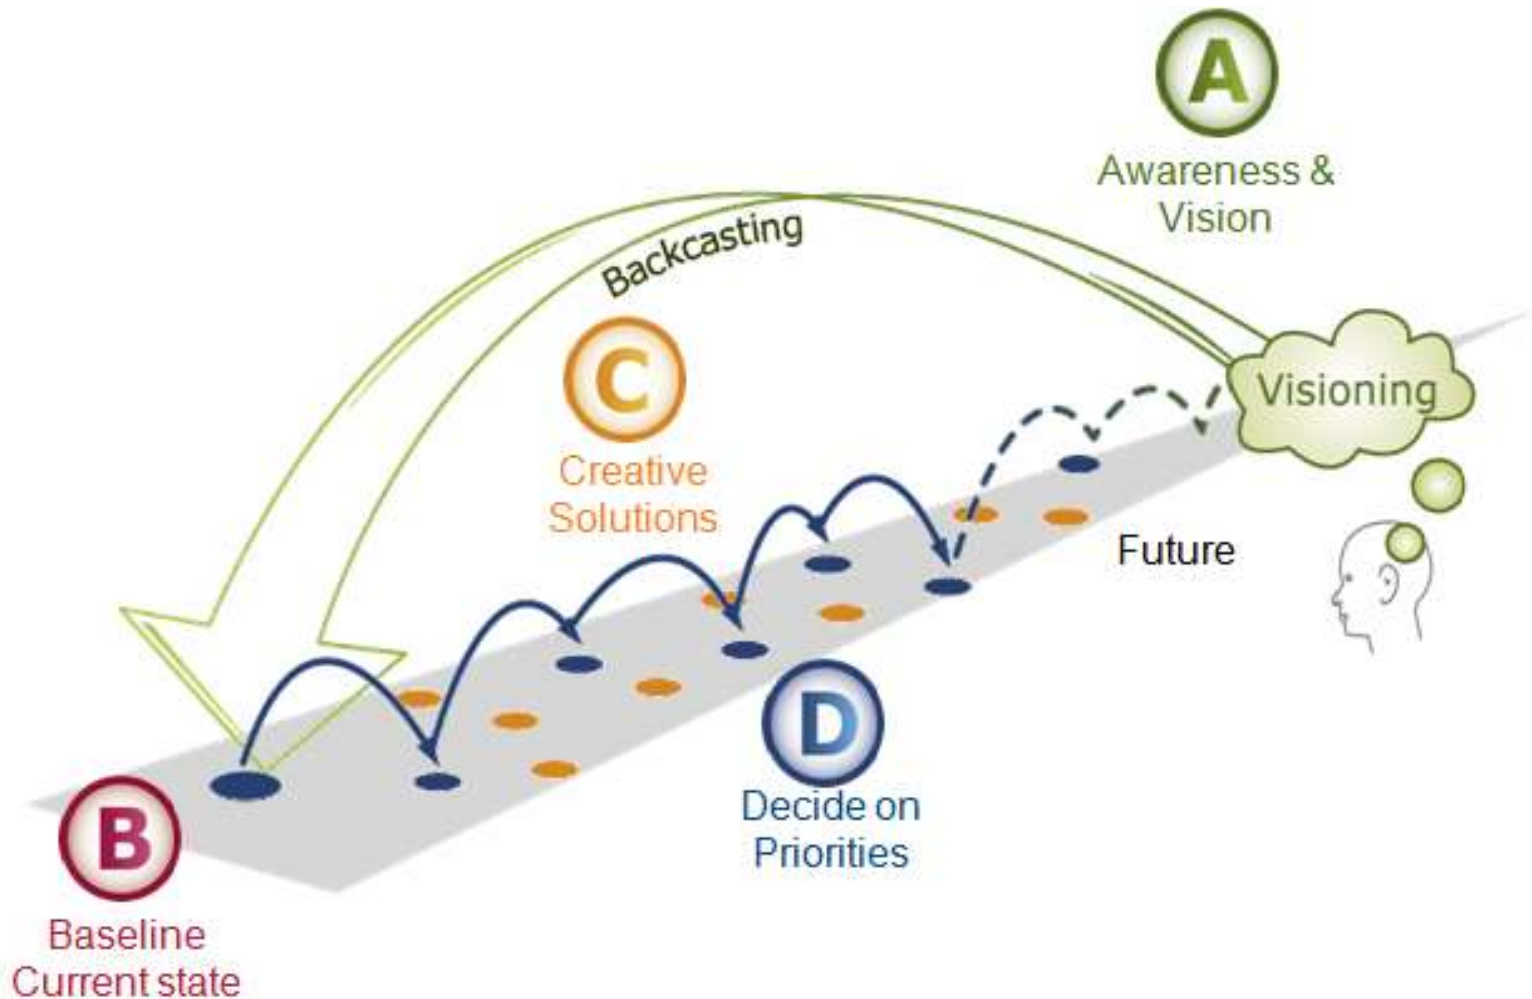 A
Awareness &
Vision
Backcasting
C
Creative
Solutions
Visioning
Future
D
Decide on
Priorities
B
Baseline
Current state